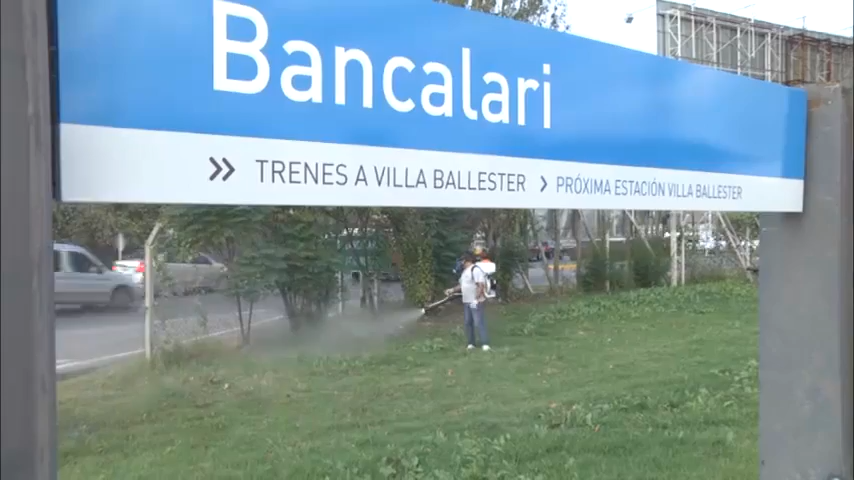 Bancalari
» TRENES A VILLA BALLESTER › PRÓXIMA ESTACIÓN VILLA BALLESTER